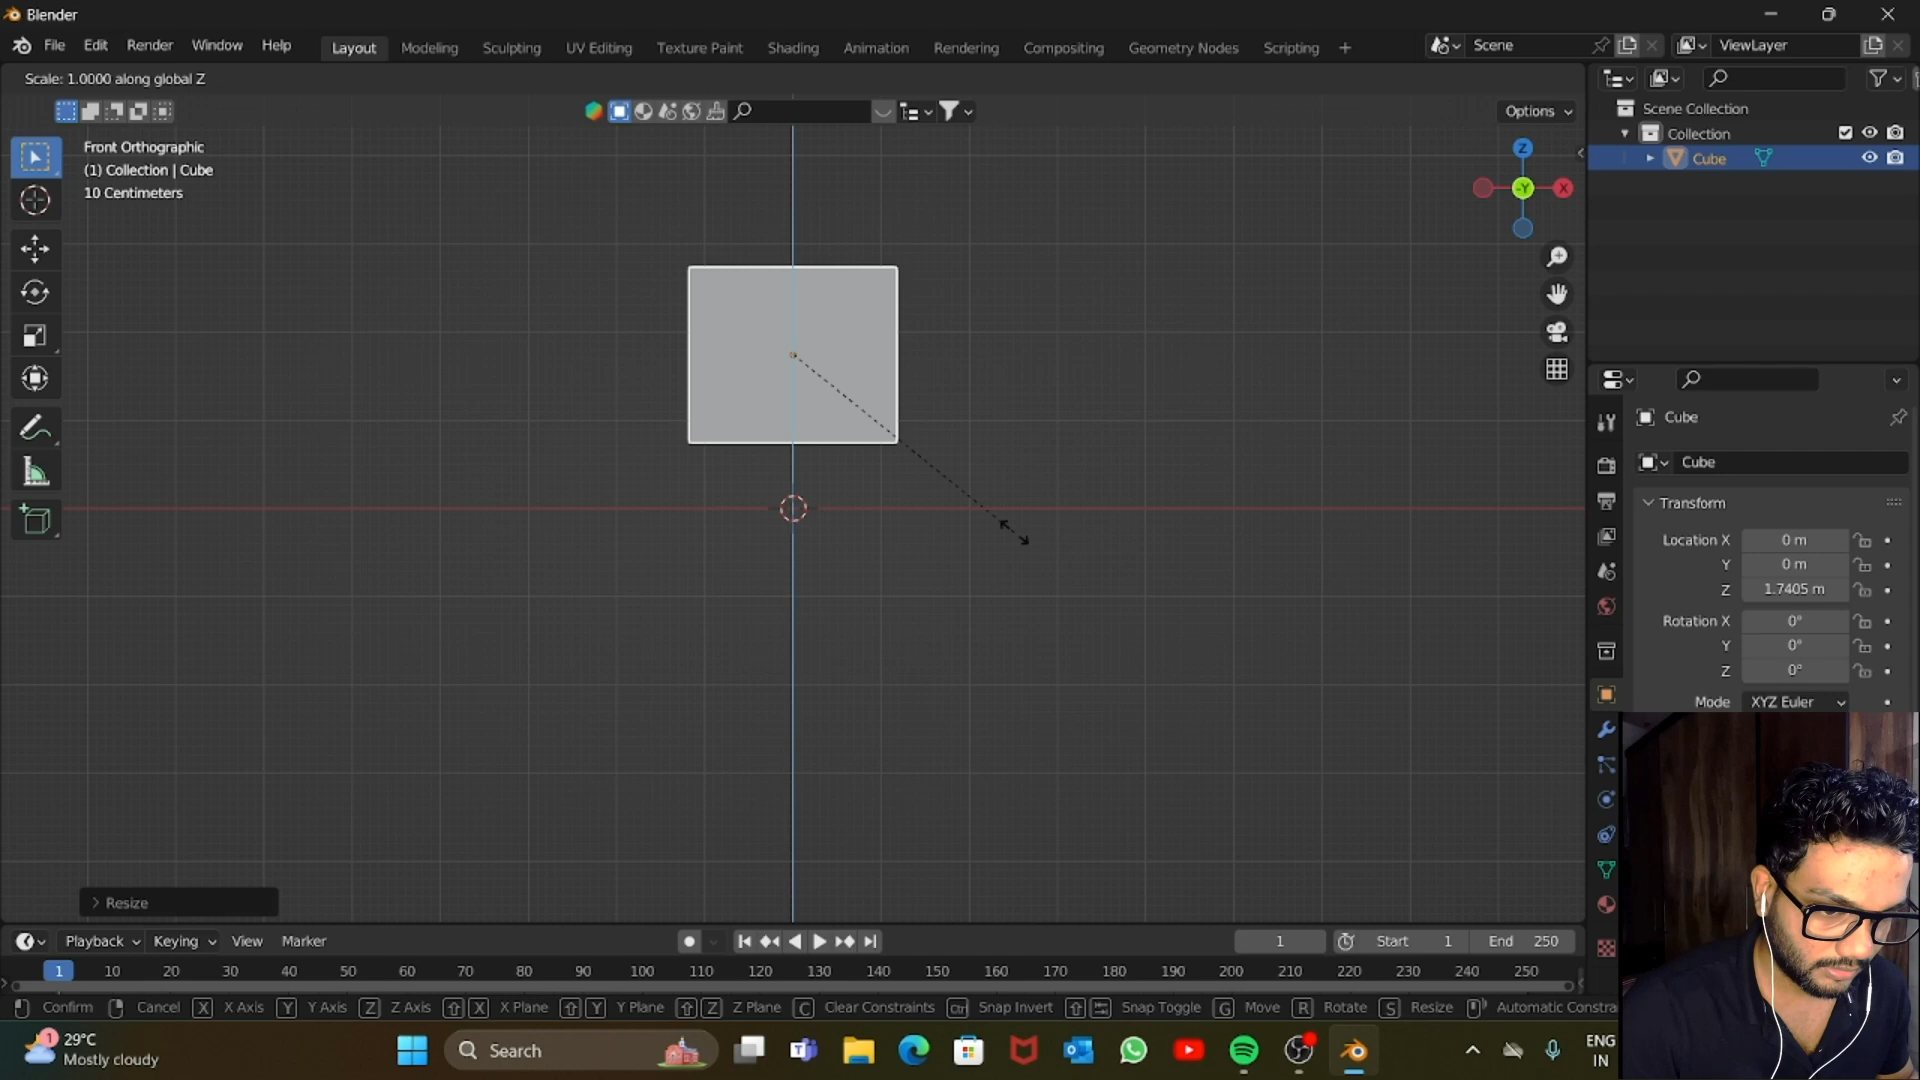 Blender
File Edit Render Window Help Layout Modeling Sculpting UV Editing Texture Paint Shading Animation Rendering Compositing Geometry Nodes Scripting + Scene ViewLayer
Scale: 1.0000 along global Z
Options
Front Orthographic
(1) Collection | Cube
10 Centimeters
Z
-Y
X
Scene Collection
Collection
Cube
Cube
Cube
Transform
Location X 0 m
Y 0 m
Z 1.7405 m
Rotation X 0°
Y 0°
Z 0°
Mode XYZ Euler
Resize
Playback Keying View Marker 1 Start 1 End 250
1 10 20 30 40 50 60 70 80 90 100 110 120 130 140 150 160 170 180 190 200 210 220 230 240 250
Confirm Cancel X X Axis Y Y Axis Z Z Axis X X Plane Y Y Plane Z Z Plane C Clear Constraints Ctrl Snap Invert Snap Toggle G Move R Rotate S Resize Automatic Constra
1
29°C
Mostly cloudy
Search
ENG
IN